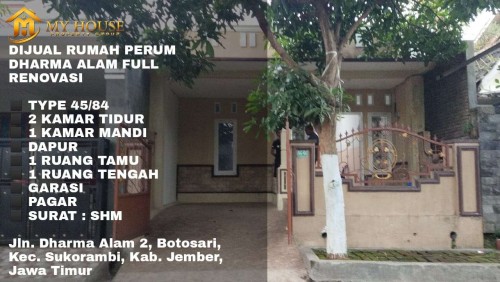 MY HOUSE
DIJUAL RUMAH PERUM
DHARMA ALAM FULL
RENOVASI
TYPE 45/84
2 KAMAR TIDUR
1 KAMAR MANDI
DAPUR
1 RUANG TAMU
1 RUANG TENGAH
GARASI
PAGAR
SURAT : SHM
Jln. Dharma Alam 2, Botosari,
Kec. Sukorambi, Kab. Jember,
Jawa Timur